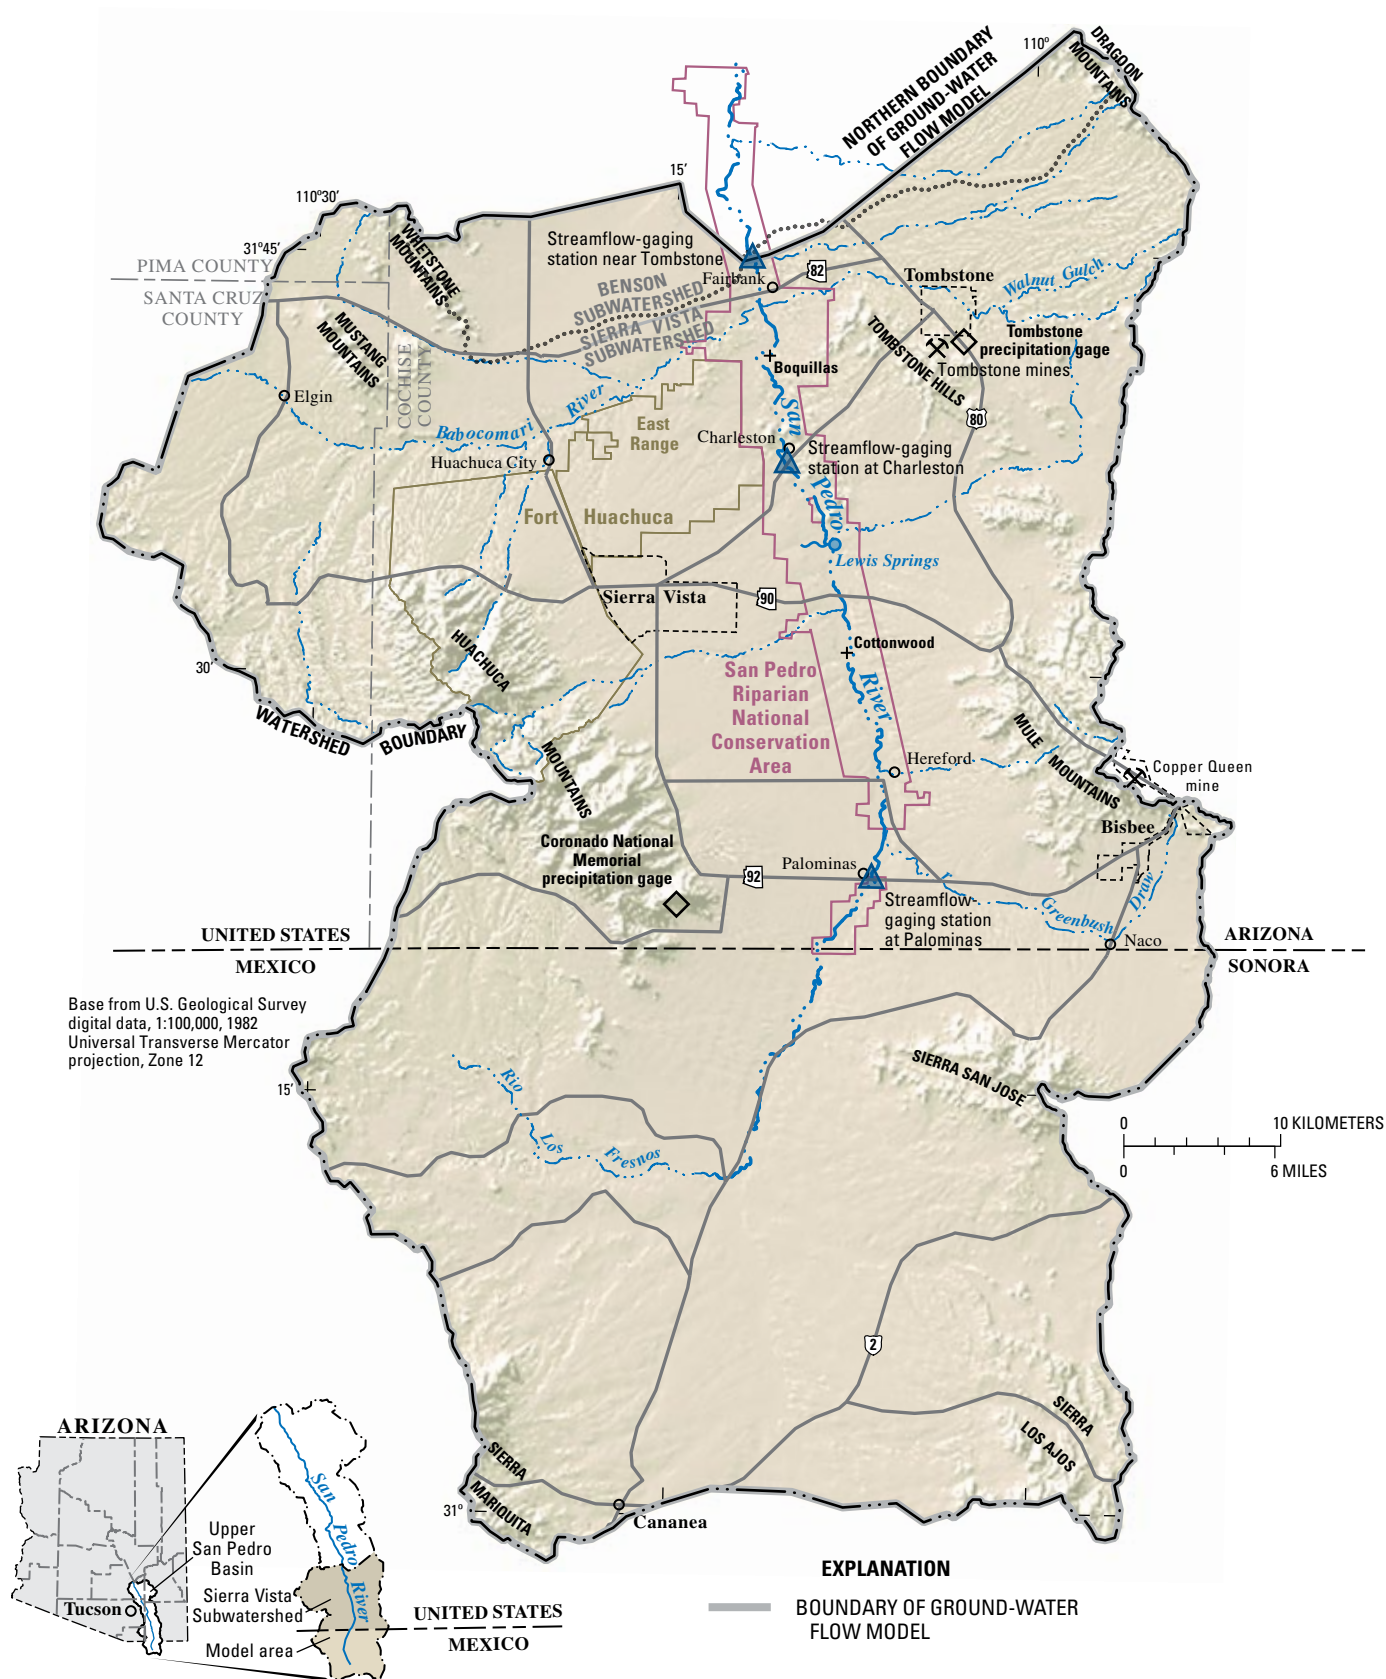 NORTHERN BOUNDARY
OF GROUND-WATER
FLOW MODEL
110°
DRAGOON
MOUNTAINS
15′
110°30′
31°45′
WHETSTONE
MOUNTAINS
Streamflow-gaging
station near Tombstone
Fairbank
82
PIMA COUNTY
SANTA CRUZ
COUNTY
COCHISE
COUNTY
BENSON
SUBWATERSHED
SIERRA VISTA
SUBWATERSHED
Tombstone
Walnut Gulch
MUSTANG
MOUNTAINS
TOMBSTONE HILLS
Tombstone
precipitation gage
Tombstone mines
Boquillas
Elgin
Babocomari
River
East
Range
80
San
Pedro
River
Charleston
Streamflow-gaging
station at Charleston
Huachuca City
Fort
Huachuca
Lewis Springs
Sierra Vista
90
Cottonwood
HUACHUCA
MOUNTAINS
30′
San Pedro
Riparian
National
Conservation
Area
WATERSHED
BOUNDARY
MULE
MOUNTAINS
Hereford
Copper Queen
mine
Bisbee
Coronado National
Memorial
precipitation gage
Palominas
92
Streamflow-
gaging station
at Palominas
Greenbush
Draw
Naco
UNITED STATES
MEXICO
ARIZONA
SONORA
Base from U.S. Geological Survey
digital data, 1:100,000, 1982
Universal Transverse Mercator
projection, Zone 12
SIERRA SAN JOSE
15′
Rio
Los
Fresnos
0
10 KILOMETERS
0
6 MILES
2
SIERRA
LOS AJOS
SIERRA
MARIQUITA
31°
Cananea
ARIZONA
San
Pedro
River
Upper
San Pedro
Basin
Tucson
Sierra Vista
Subwatershed
Model area
UNITED STATES
MEXICO
EXPLANATION
BOUNDARY OF GROUND-WATER
FLOW MODEL